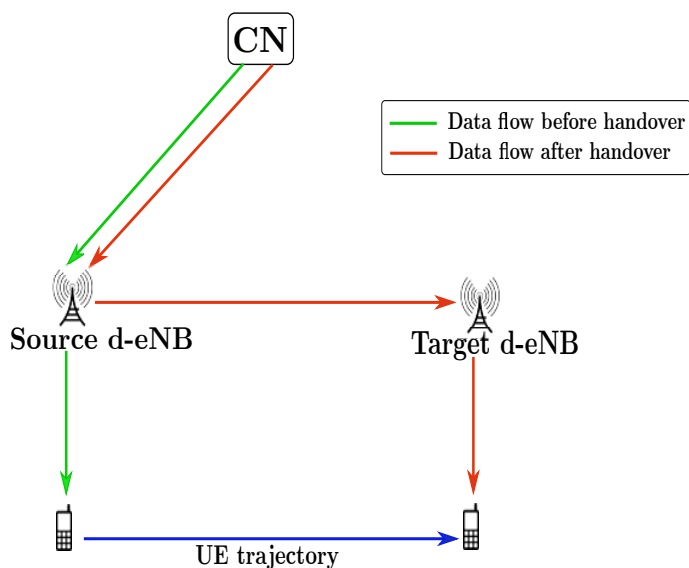 CN
Data flow before handover
Data flow after handover
Source d-eNB
Target d-eNB
UE trajectory